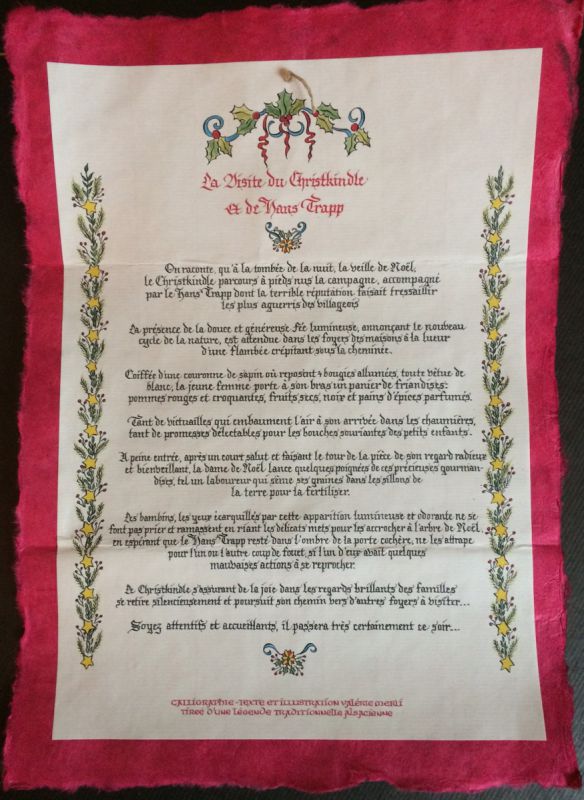 La Visite du Christkindle
et de Hans Trapp
On raconte, qu'à la tombée de la nuit, la veille de Noël,
le Christkindle parcours à pieds nus la campagne, accompagné
par le Hans Trapp dont la terrible réputation faisait tressaillir
les plus aguerris des villageois
La présence de la douce et généreuse Fée lumineuse, annonçant le nouveau
cycle de la nature, est attendue dans les foyers des maisons à la lueur
d'une flambée crépitant sous la cheminée.
Coiffée d'une couronne de sapin où reposent 4 bougies allumées, toute vêtue de
blanc, la jeune femme porte à son bras un panier de friandises:
pommes rouges et croquantes, fruits secs, noix et pains d'épices parfumés.
Tant de victuailles qui embaument l'air à son arrivée dans les chaumières,
tant de promesses délectables pour les bouches souriantes des petits enfants.
A peine entrée, après un court salut et faisant le tour de la pièce de son regard radieux
et bienveillant, la dame de Noël lance quelques poignées de ces précieuses gourman-
dises, tel un laboureur qui sème ses graines dans les sillons de
la terre pour la fertiliser.
Les bambins, les yeux écarquillés par cette apparition lumineuse et odorante ne se
font pas prier et ramassent en riant les délicats mets pour les accrocher à l'arbre de Noël
en espérant que le Hans Trapp resté dans l'ombre de la porte cochère, ne les attrape
pour l'un ou l'autre coup de fouet, si l'un d'eux avait quelques
mauvaises actions à se reprocher.
Le Christkindle s'assurant de la joie dans les regards brillants des familles
se retire silencieusement et poursuit son chemin vers d'autres foyers à visiter...
Soyez attentifs et accueillants, il passera très certainement ce soir...
Calligraphie - Texte et illustration Valérie Merli
Tirée d'une légende traditionnelle alsacienne